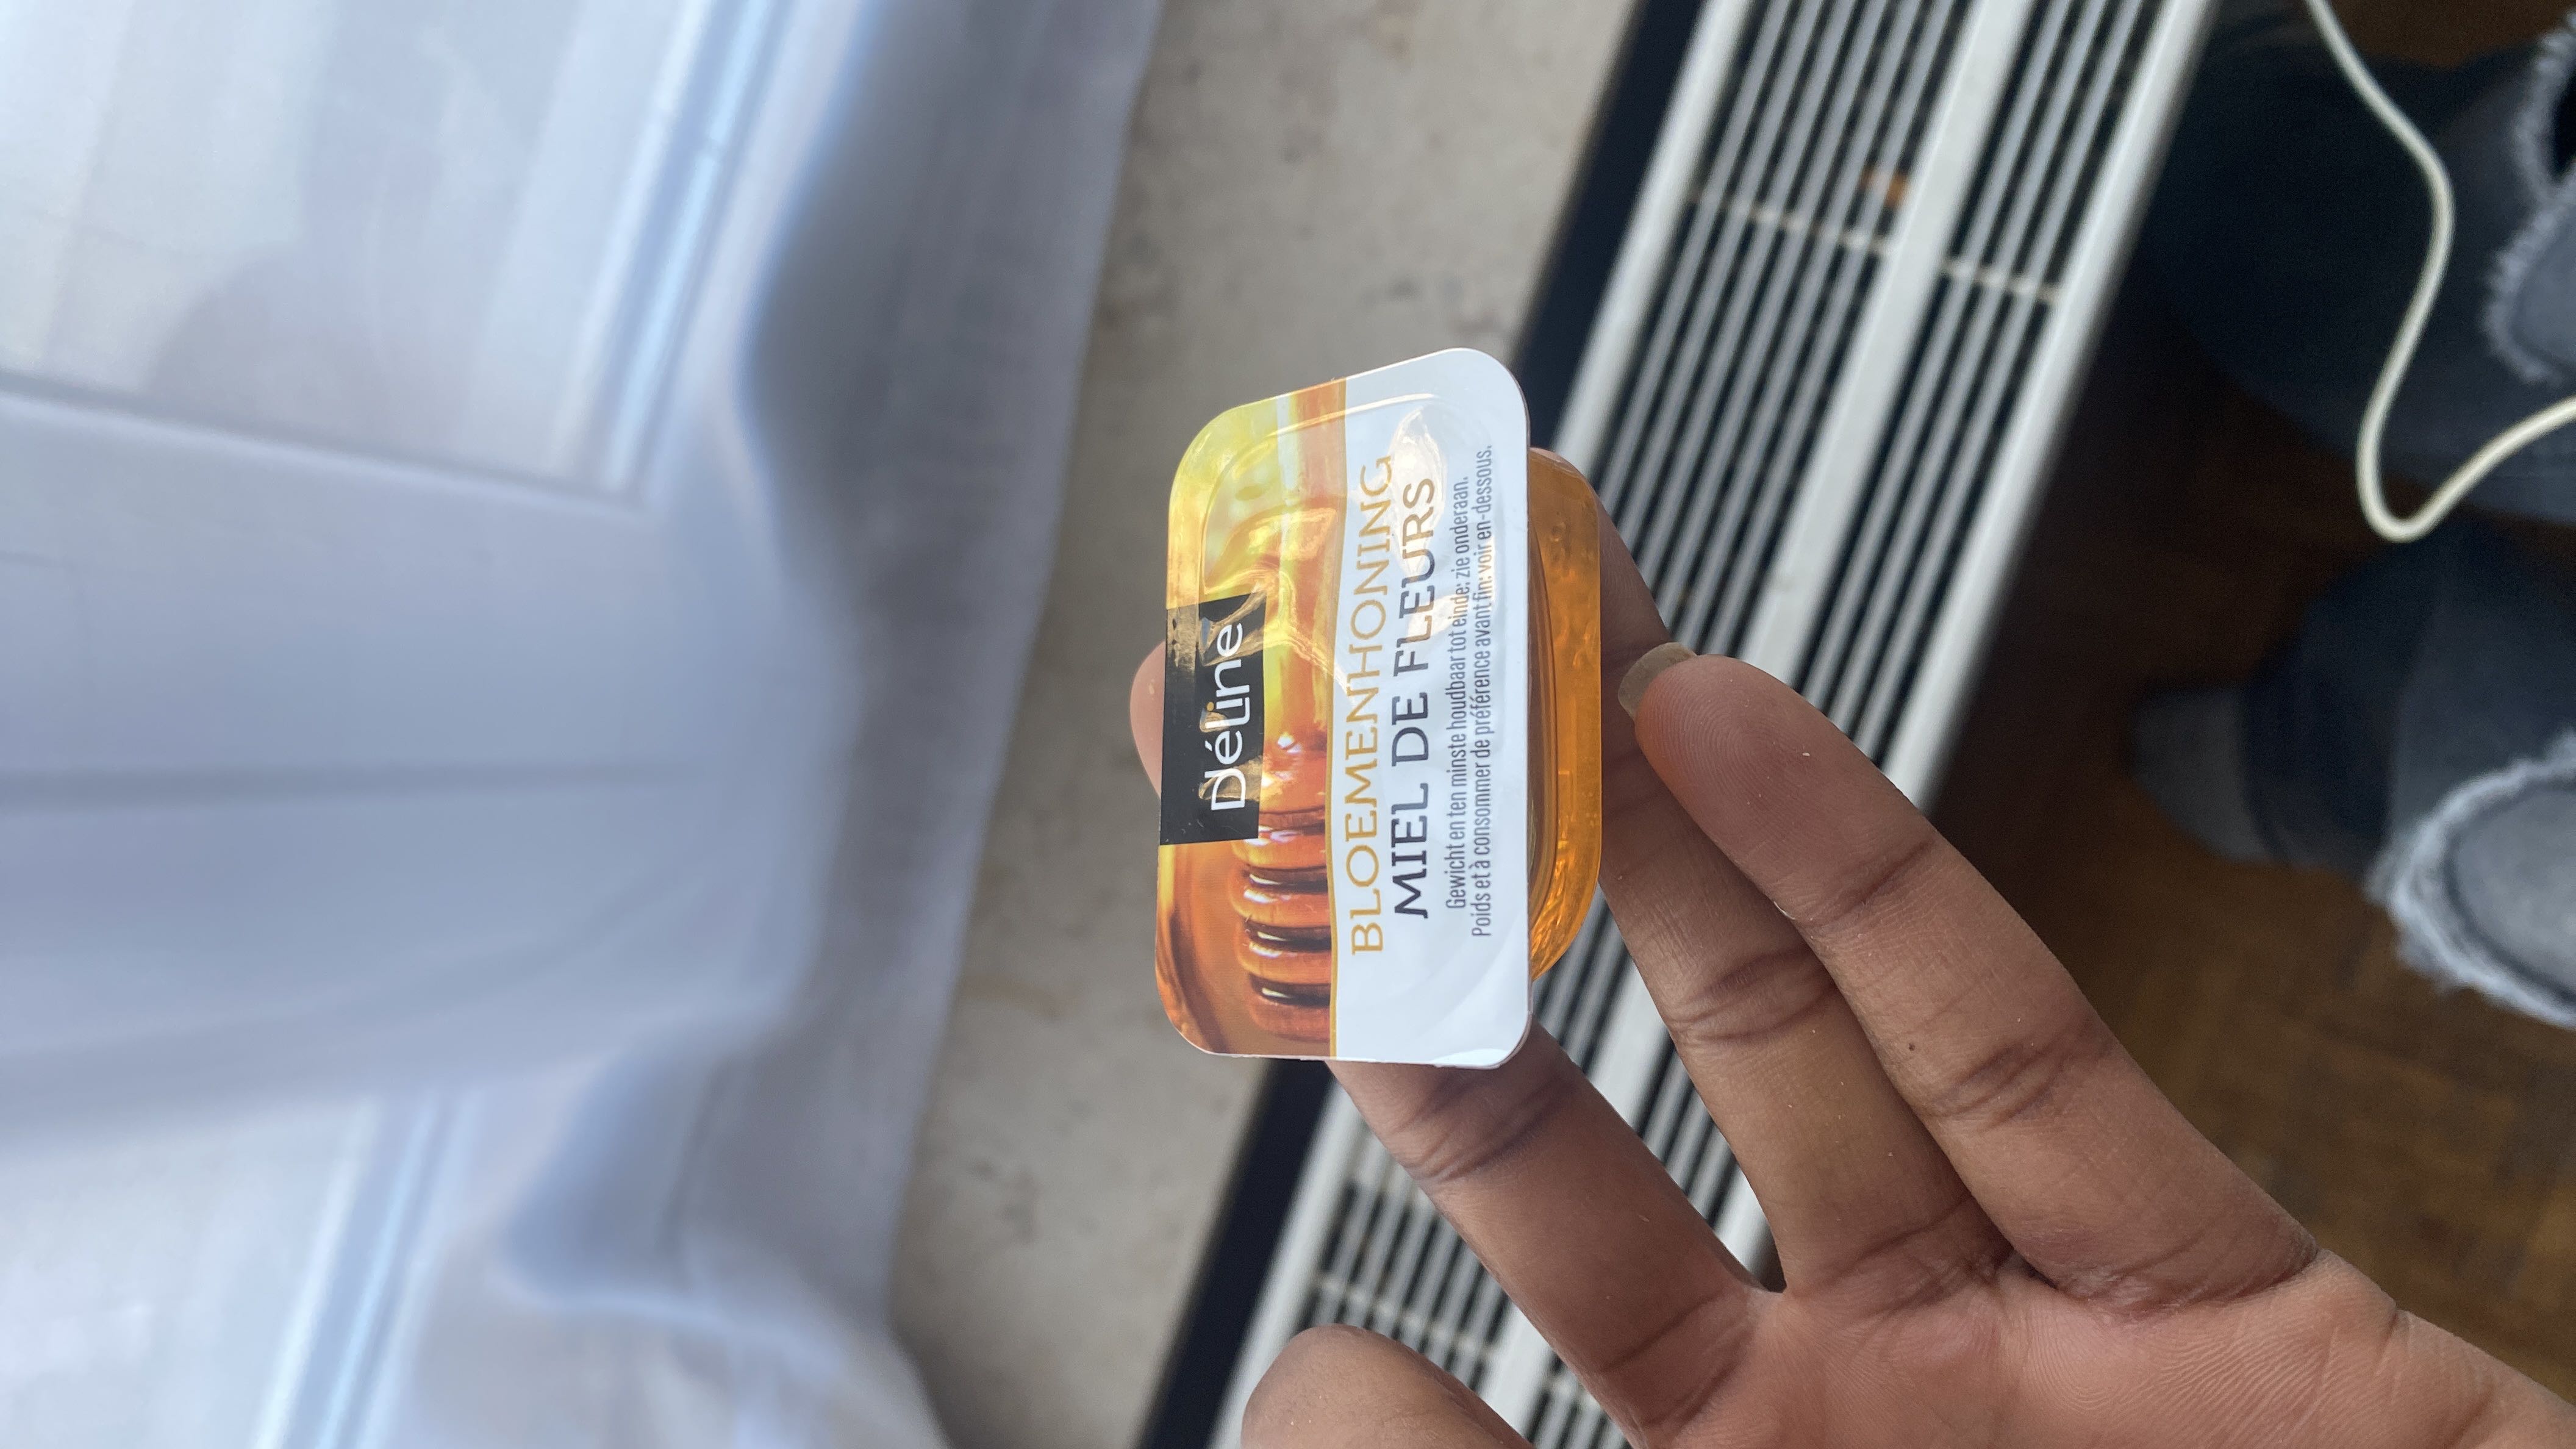 Déline
BLOEMENHONING
MIEL DE FLEURS
Gewicht en ten minste houdbaar tot einde: zie onderaan.
Poids et à consommer de préférence avant fin: voir en-dessous.